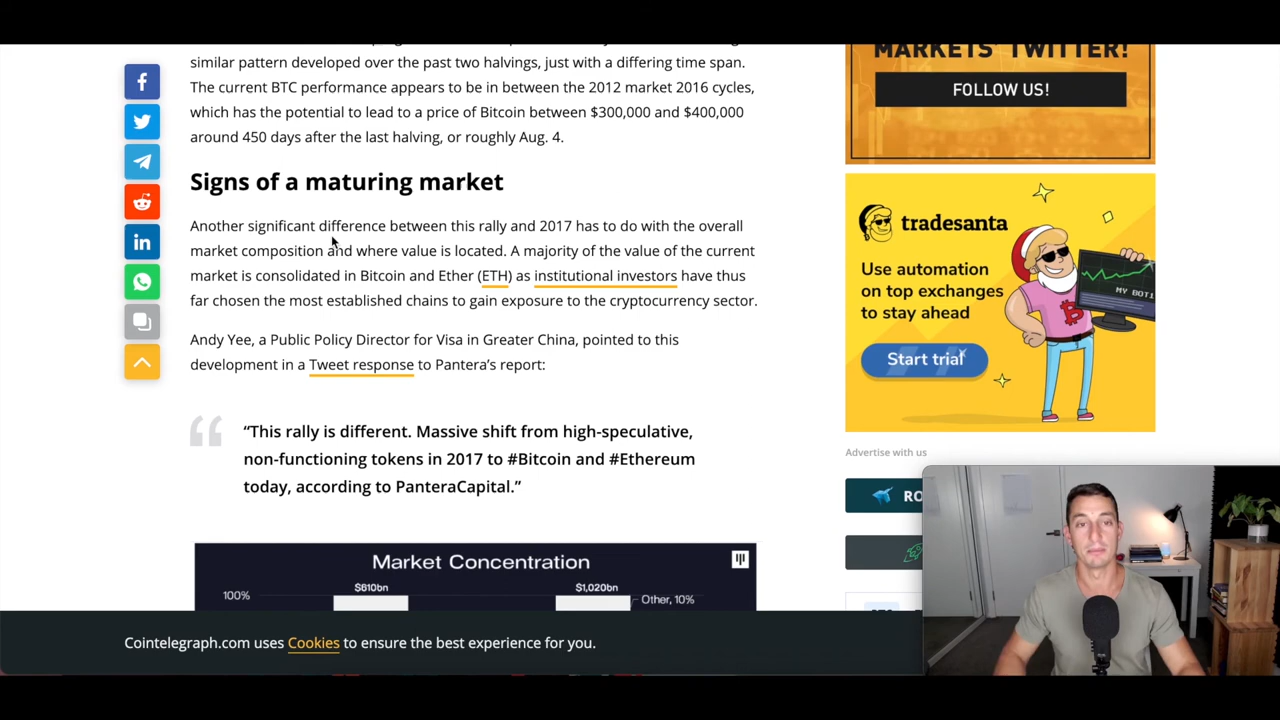 similar pattern developed over the past two halvings, just with a differing time span.
The current BTC performance appears to be in between the 2012 market 2016 cycles,
which has the potential to lead to a price of Bitcoin between $300,000 and $400,000
around 450 days after the last halving, or roughly Aug. 4.
Signs of a maturing market
Another significant difference between this rally and 2017 has to do with the overall
market composition and where value is located. A majority of the value of the current
market is consolidated in Bitcoin and Ether (ETH) as institutional investors have thus
far chosen the most established chains to gain exposure to the cryptocurrency sector.
Andy Yee, a Public Policy Director for Visa in Greater China, pointed to this
development in a Tweet response to Pantera’s report:
“This rally is different. Massive shift from high-speculative,
non-functioning tokens in 2017 to #Bitcoin and #Ethereum
today, according to PanteraCapital.”
Market Concentration
$610bn
$1,020bn
100%
Other, 10%
Cointelegraph.com uses Cookies to ensure the best experience for you.
MARKETS TWITTER!
FOLLOW US!
tradesanta
Use automation
on top exchanges
to stay ahead
Start trial
MY BOT
Advertise with us
RO